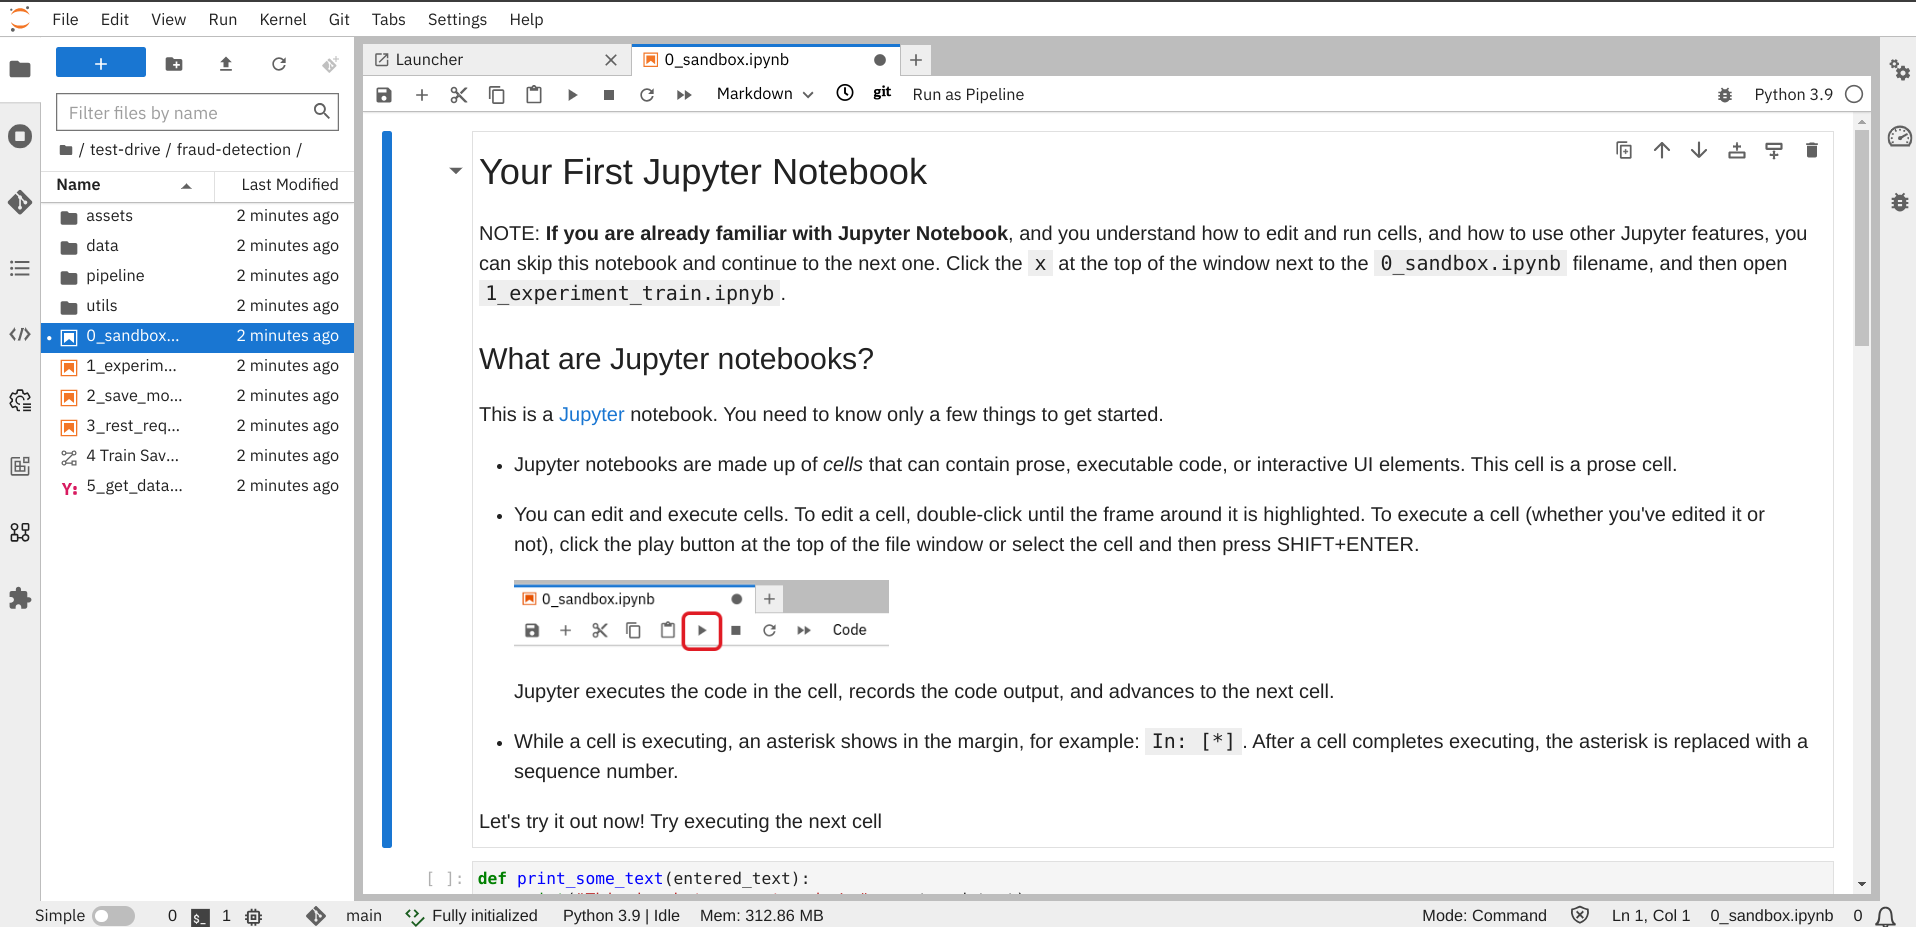 File Edit View Run Kernel Git Tabs Settings Help
+
Filter files by name
/ test-drive / fraud-detection /
Name Last Modified
assets 2 minutes ago
data 2 minutes ago
pipeline 2 minutes ago
utils 2 minutes ago
0_sandbox... 2 minutes ago
1_experim... 2 minutes ago
2_save_mo... 2 minutes ago
3_rest_req... 2 minutes ago
4 Train Sav... 2 minutes ago
Y: 5_get_data... 2 minutes ago
Launcher
0_sandbox.ipynb
Markdown git Run as Pipeline Python 3.9
Your First Jupyter Notebook
NOTE: If you are already familiar with Jupyter Notebook, and you understand how to edit and run cells, and how to use other Jupyter features, you
can skip this notebook and continue to the next one. Click the x at the top of the window next to the 0_sandbox.ipynb filename, and then open
1_experiment_train.ipnyb.
What are Jupyter notebooks?
This is a Jupyter notebook. You need to know only a few things to get started.
• Jupyter notebooks are made up of cells that can contain prose, executable code, or interactive UI elements. This cell is a prose cell.
• You can edit and execute cells. To edit a cell, double-click until the frame around it is highlighted. To execute a cell (whether you've edited it or
not), click the play button at the top of the file window or select the cell and then press SHIFT+ENTER.
0_sandbox.ipynb
Code
Jupyter executes the code in the cell, records the code output, and advances to the next cell.
• While a cell is executing, an asterisk shows in the margin, for example: In: [*]. After a cell completes executing, the asterisk is replaced with a
sequence number.
Let's try it out now! Try executing the next cell
[ ]: def print_some_text(entered_text):
Simple 0 $_ 1 main Fully initialized Python 3.9 | Idle Mem: 312.86 MB Mode: Command Ln 1, Col 1 0_sandbox.ipynb 0